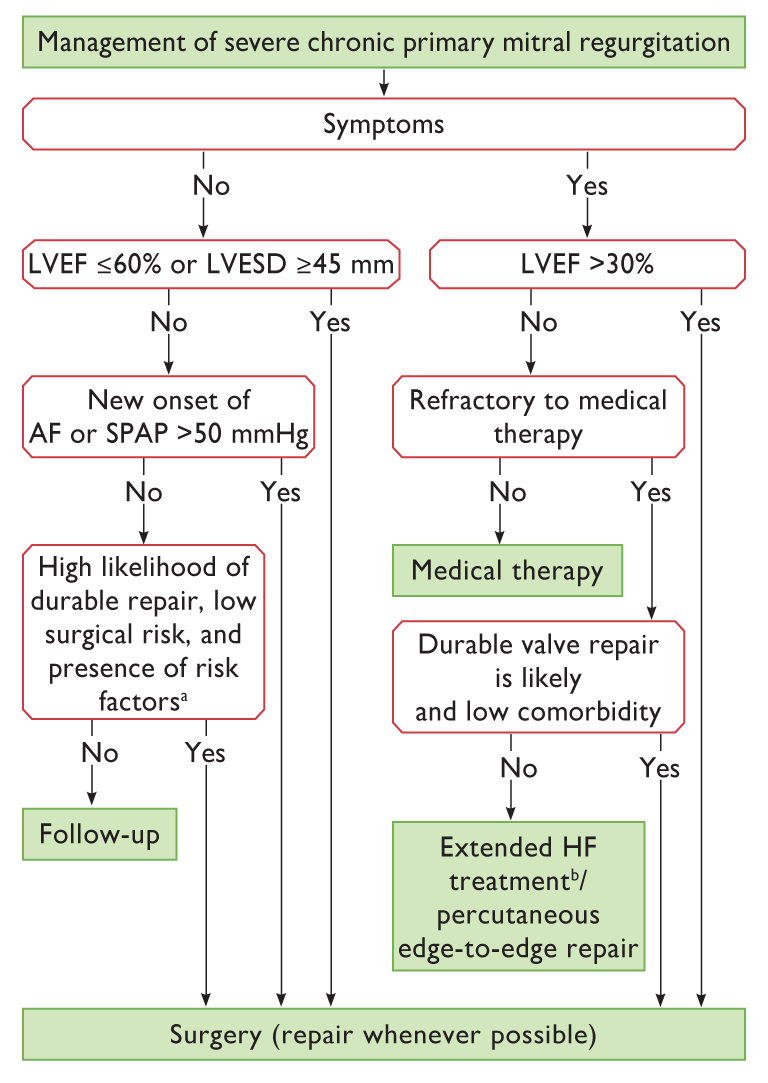 Management of severe chronic primary mitral regurgitation
Symptoms
No
Yes
LVEF ≤60% or LVESD ≥45 mm
LVEF >30%
No
Yes
No
Yes
New onset of
AF or SPAP >50 mmHg
Refractory to medical
therapy
No
Yes
No
Yes
High likelihood of
durable repair, low
surgical risk, and
presence of risk
factorsᵃ
Medical therapy
Durable valve repair
is likely
and low comorbidity
No
Yes
No
Yes
Follow-up
Extended HF
treatmentᵇ/
percutaneous
edge-to-edge repair
Surgery (repair whenever possible)